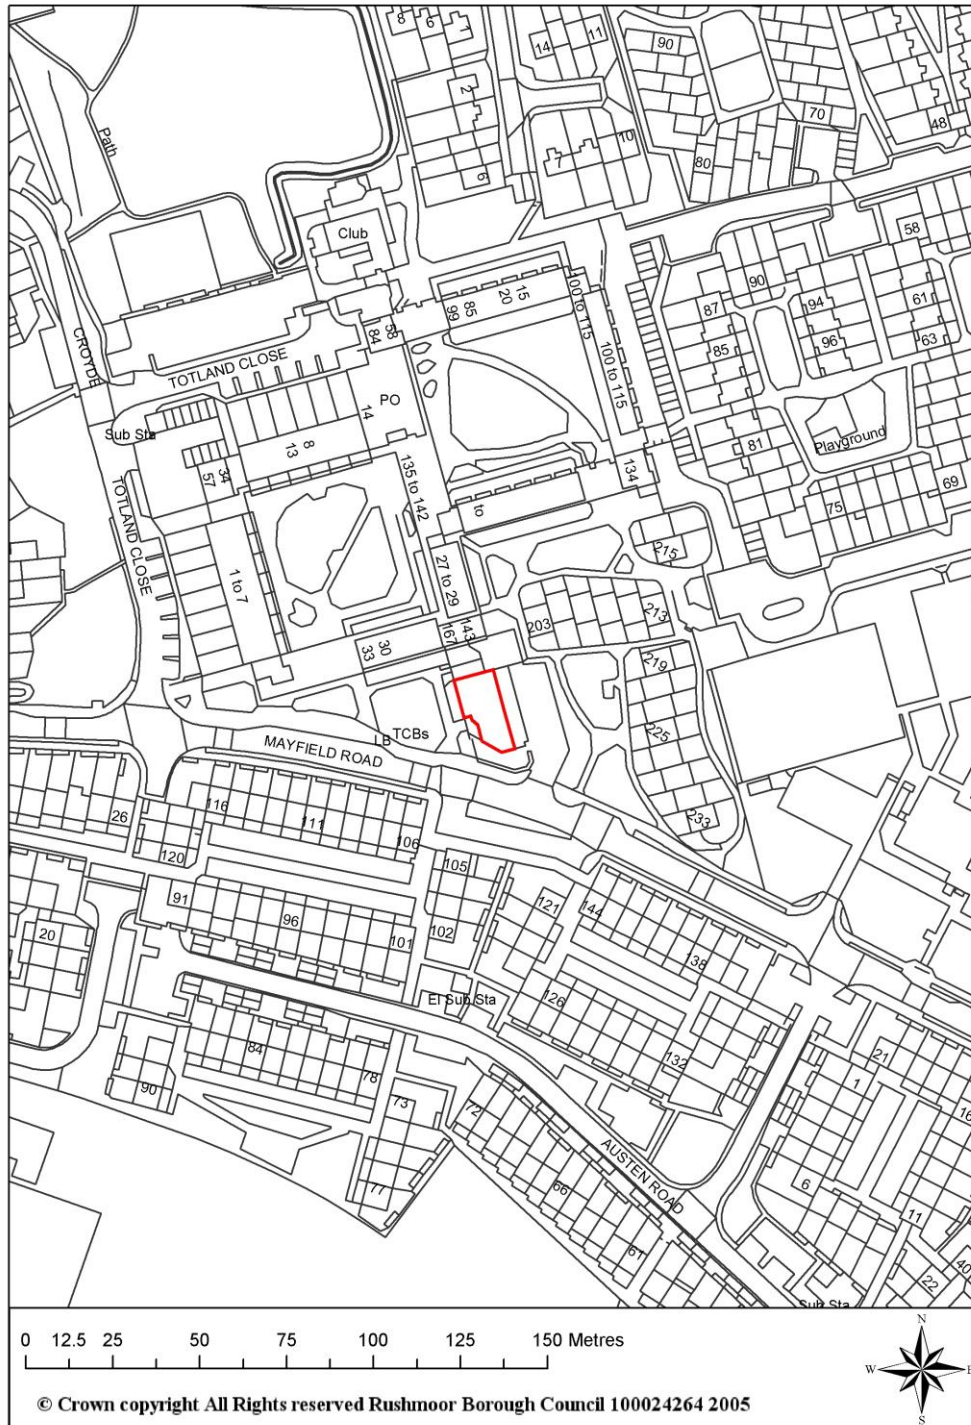 8 6 1
14 11
90
2
70
48
Path
7 10
80
6
Club
58
90
15
20
85
99
100 to 115
87
94
61
58
84
CROYDE
TOTLAND CLOSE
100 to 115
85
96
63
14
PO
Sub Sta
8
13
81
Playground
34
57
135 to 142
134
69
TOTLAND CLOSE
to
75
215
1 to 7
27 to 29
203
213
143
167
30
33
219
LB
TCBs
225
MAYFIELD ROAD
233
26
116
111
106
120
105
91
96
101
102
121
144
138
20
El Sub Sta
126
84
78
132
21
1
16
90
73
72
77
AUSTEN ROAD
66
6
11
61
22
40
Sub Sta
0 12.5 25 50 75 100 125 150 Metres
N
W E
S
© Crown copyright All Rights reserved Rushmoor Borough Council 100024264 2005